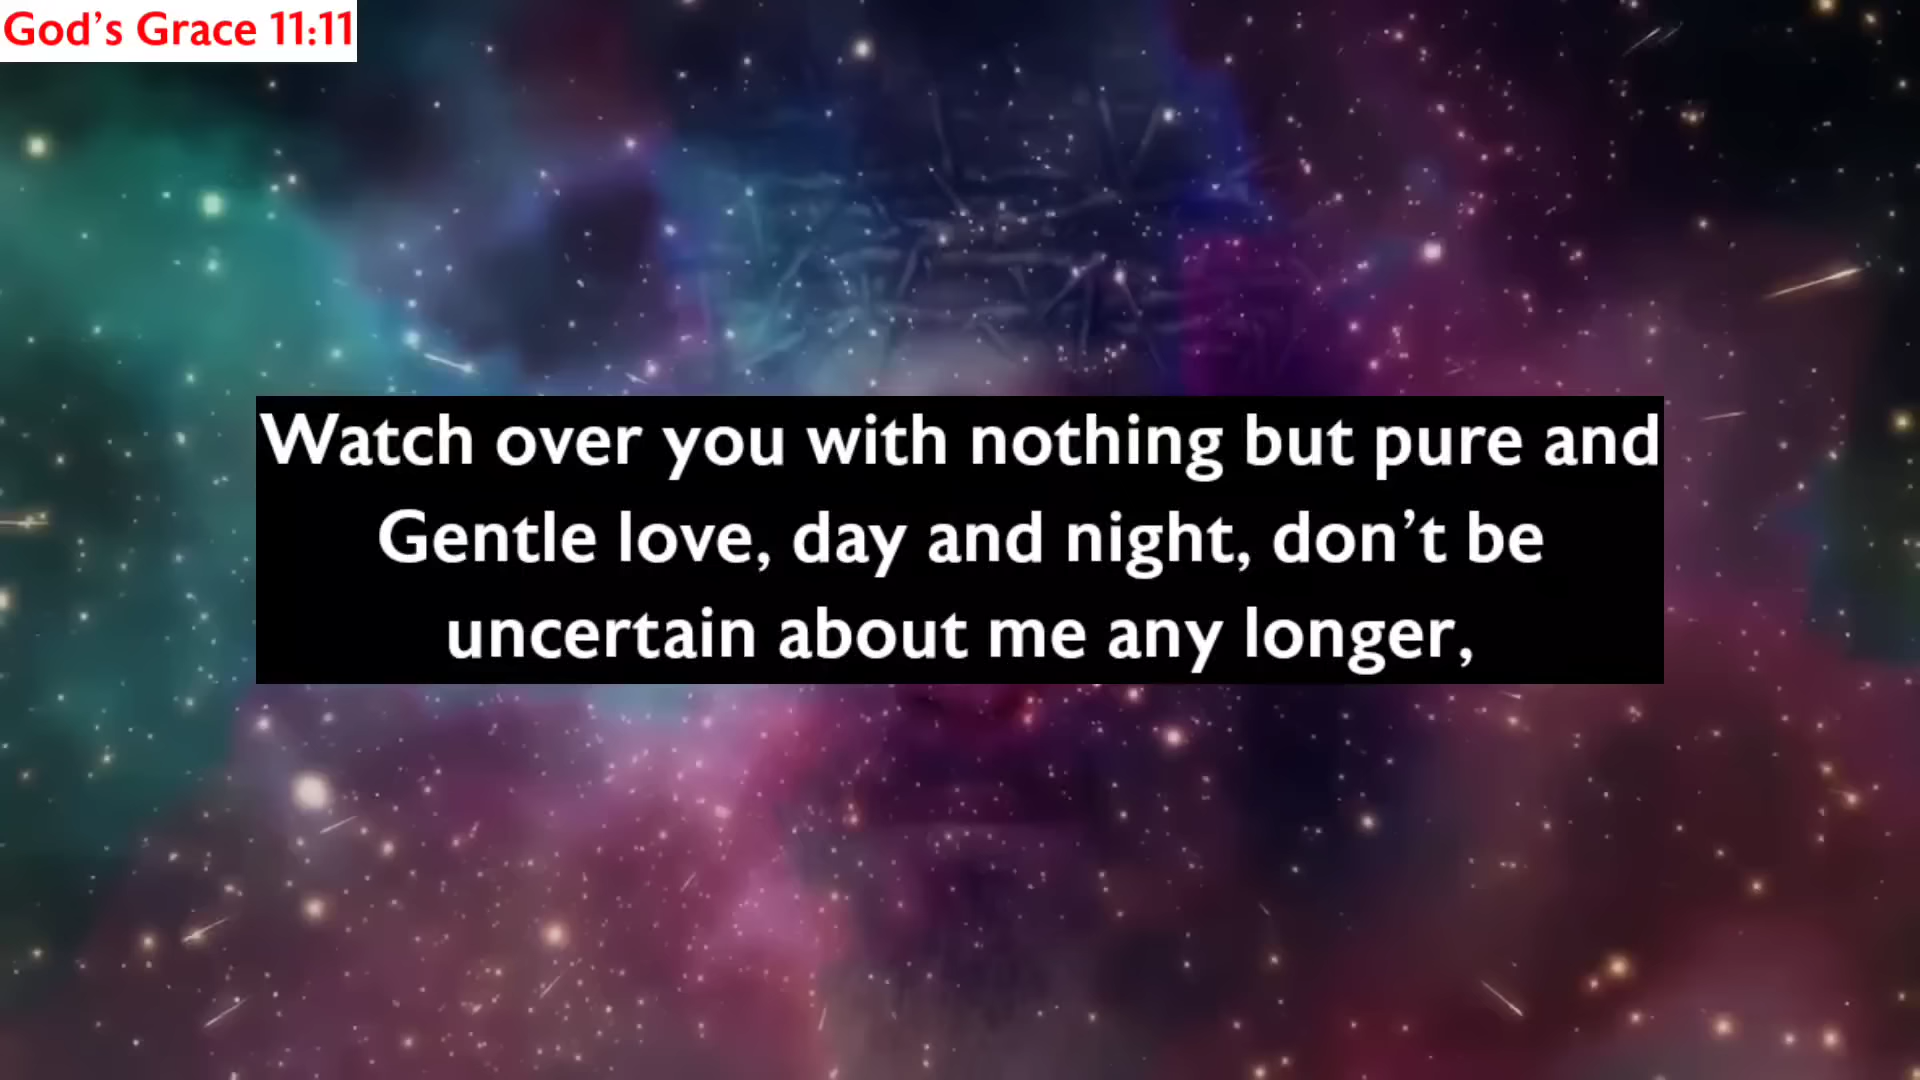 God’s Grace 11:11
Watch over you with nothing but pure and
Gentle love, day and night, don’t be
uncertain about me any longer,